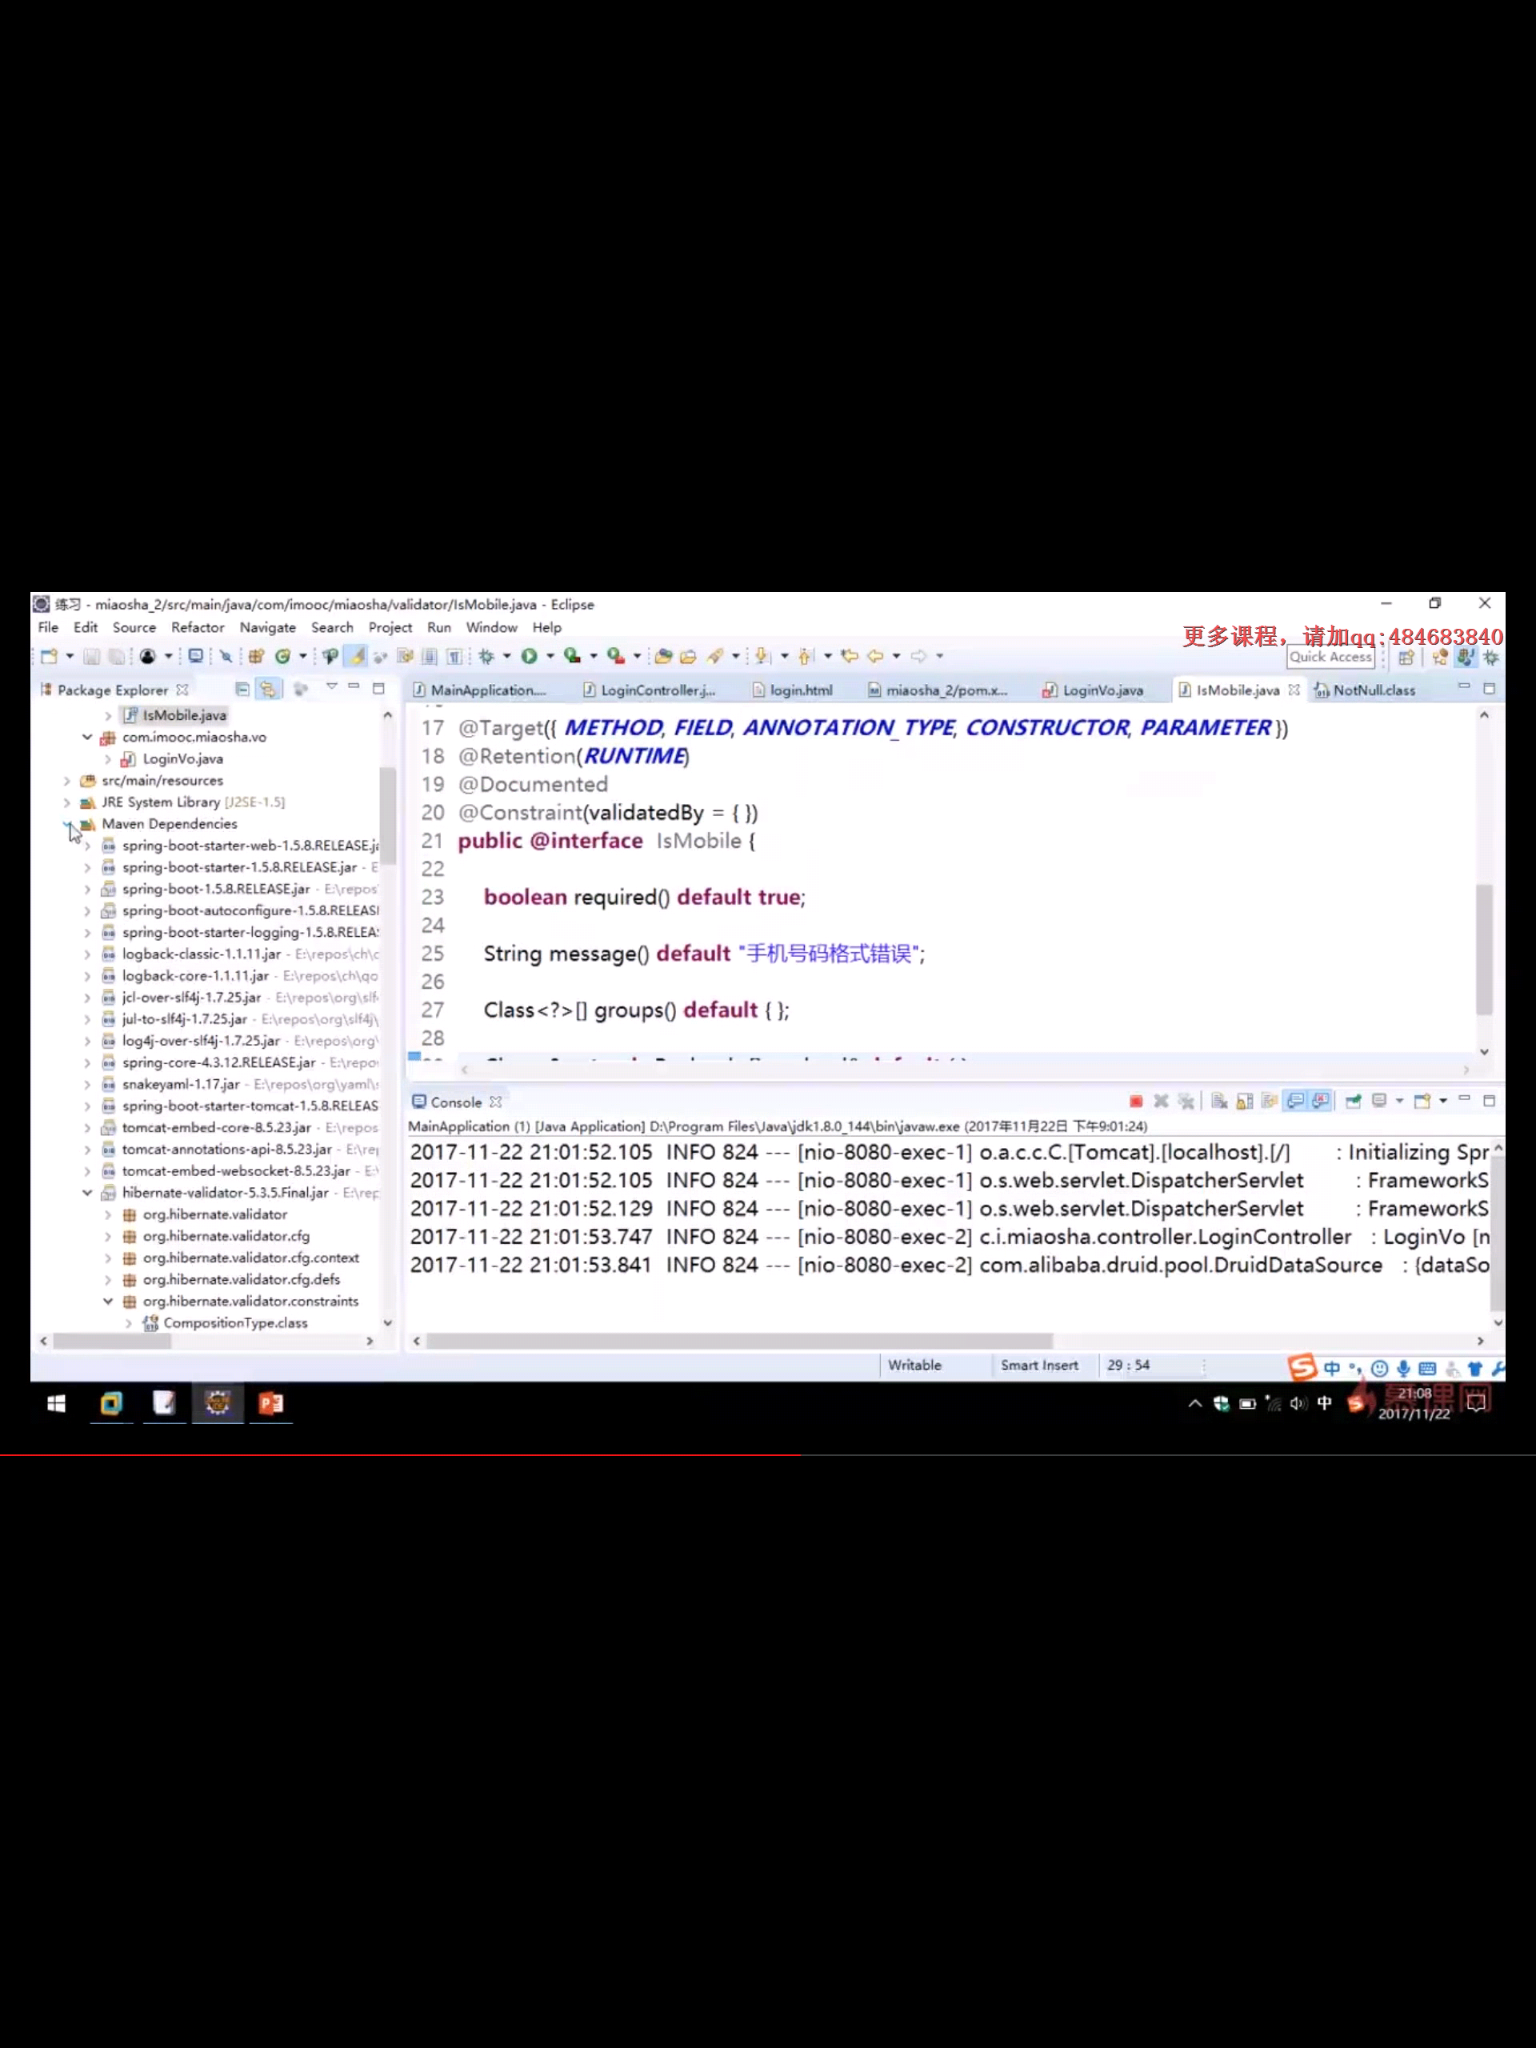 练习 - miaosha_2/src/main/java/com/imooc/miaosha/validator/IsMobile.java - Eclipse
File Edit Source Refactor Navigate Search Project Run Window Help
更多课程，请加qq:484683840
Quick Access
Package Explorer
IsMobile.java
com.imooc.miaosha.vo
LoginVo.java
src/main/resources
JRE System Library [J2SE-1.5]
Maven Dependencies
spring-boot-starter-web-1.5.8.RELEASE.ja
spring-boot-starter-1.5.8.RELEASE.jar - E
spring-boot-1.5.8.RELEASE.jar - E:\repos
spring-boot-autoconfigure-1.5.8.RELEASE
spring-boot-starter-logging-1.5.8.RELEA
logback-classic-1.1.11.jar - E:\repos\ch\c
logback-core-1.1.11.jar - E:\repos\ch\qo
jcl-over-slf4j-1.7.25.jar - E:\repos\org\slf
jul-to-slf4j-1.7.25.jar - E:\repos\org\slf4j\
log4j-over-slf4j-1.7.25.jar - E:\repos\org\
spring-core-4.3.12.RELEASE.jar - E:\repo
snakeyaml-1.17.jar - E:\repos\org\yaml\s
spring-boot-starter-tomcat-1.5.8.RELEAS
tomcat-embed-core-8.5.23.jar - E:\repos
tomcat-annotations-api-8.5.23.jar - E:\rep
tomcat-embed-websocket-8.5.23.jar - E:\
hibernate-validator-5.3.5.Final.jar - E:\rep
org.hibernate.validator
org.hibernate.validator.cfg
org.hibernate.validator.cfg.context
org.hibernate.validator.cfg.defs
org.hibernate.validator.constraints
CompositionType.class
MainApplication.... LoginController.j... login.html miaosha_2/pom.x... LoginVo.java IsMobile.java NotNull.class
17 @Target({ METHOD, FIELD, ANNOTATION_TYPE, CONSTRUCTOR, PARAMETER })
18 @Retention(RUNTIME)
19 @Documented
20 @Constraint(validatedBy = { })
21 public @interface IsMobile {
22
23 boolean required() default true;
24
25 String message() default "手机号码格式错误";
26
27 Class<?>[] groups() default { };
28
Console
MainApplication (1) [Java Application] D:\Program Files\Java\jdk1.8.0_144\bin\javaw.exe (2017年11月22日 下午9:01:24)
2017-11-22 21:01:52.105 INFO 824 --- [nio-8080-exec-1] o.a.c.c.C.[Tomcat].[localhost].[/] : Initializing Spr
2017-11-22 21:01:52.105 INFO 824 --- [nio-8080-exec-1] o.s.web.servlet.DispatcherServlet : FrameworkS
2017-11-22 21:01:52.129 INFO 824 --- [nio-8080-exec-1] o.s.web.servlet.DispatcherServlet : FrameworkS
2017-11-22 21:01:53.747 INFO 824 --- [nio-8080-exec-2] c.i.miaosha.controller.LoginController : LoginVo [n
2017-11-22 21:01:53.841 INFO 824 --- [nio-8080-exec-2] com.alibaba.druid.pool.DruidDataSource : {dataSo
Writable Smart Insert 29 : 54
中
中
慕课网
21:08
2017/11/22